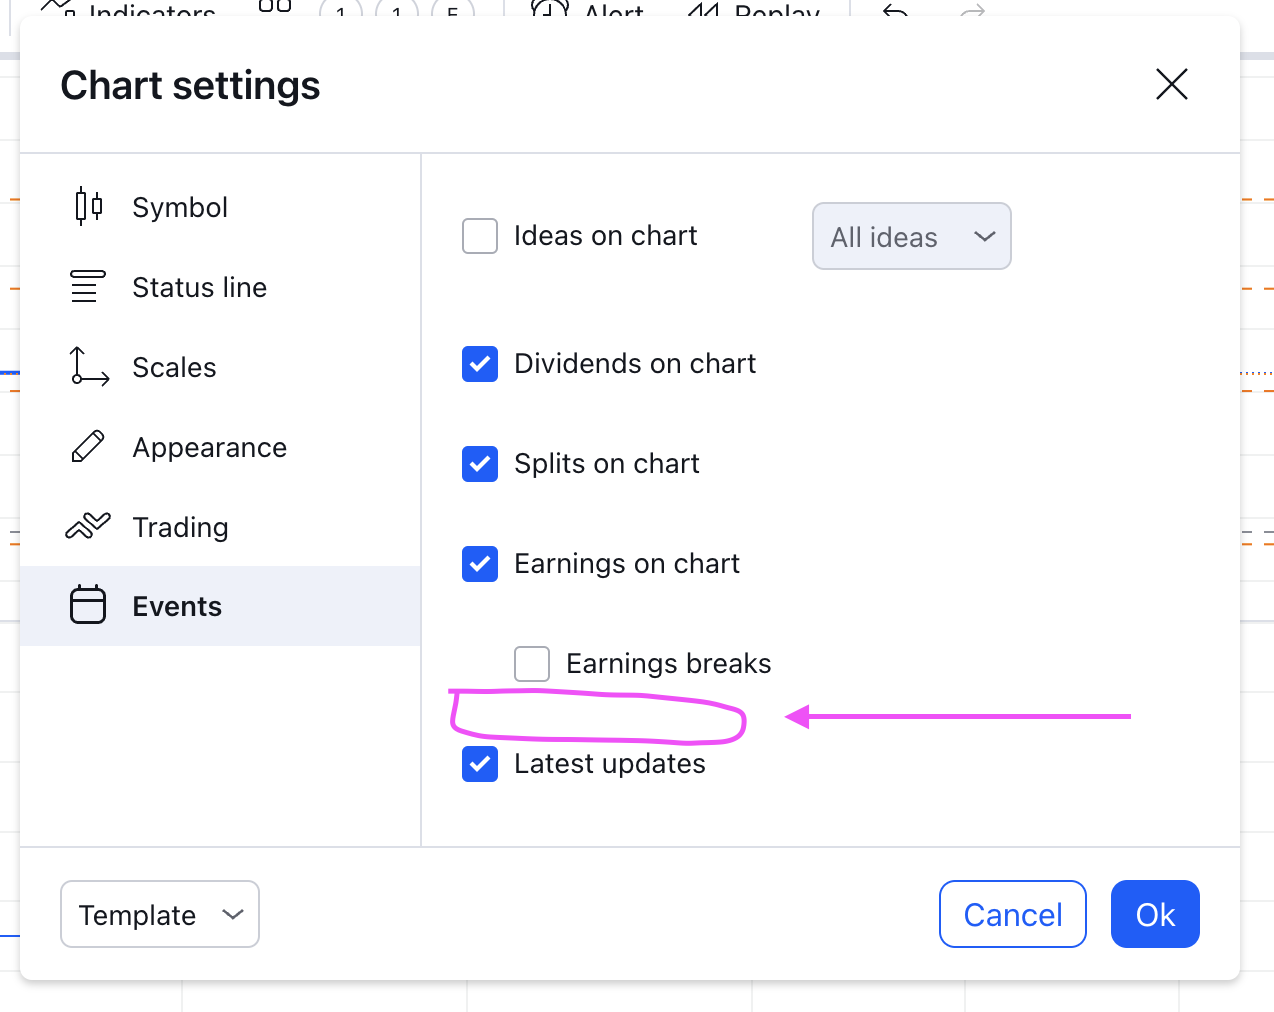 Indicators 1 1 5 Alert Replay
Chart settings
Symbol
Status line
Scales
Appearance
Trading
Events
Ideas on chart All ideas
Dividends on chart
Splits on chart
Earnings on chart
Earnings breaks
Latest updates
Template Cancel Ok